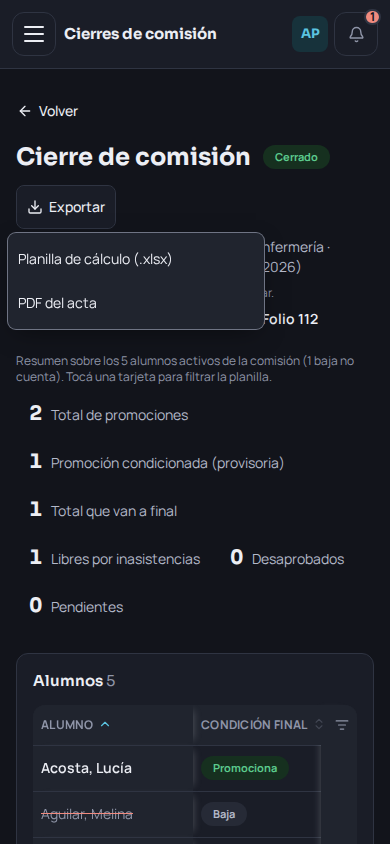 Cierres de comisión
AP
1
Volver
Cierre de comisión
Cerrado
Exportar
Planilla de cálculo (.xlsx)
PDF del acta
nfermería ·
2026)
ar.
Folio 112
Resumen sobre los 5 alumnos activos de la comisión (1 baja no
cuenta). Tocá una tarjeta para filtrar la planilla.
2 Total de promociones
1 Promoción condicionada (provisoria)
1 Total que van a final
1 Libres por inasistencias 0 Desaprobados
0 Pendientes
Alumnos 5
ALUMNO CONDICIÓN FINAL
Acosta, Lucía Promociona
Aguilar, Melina Baja